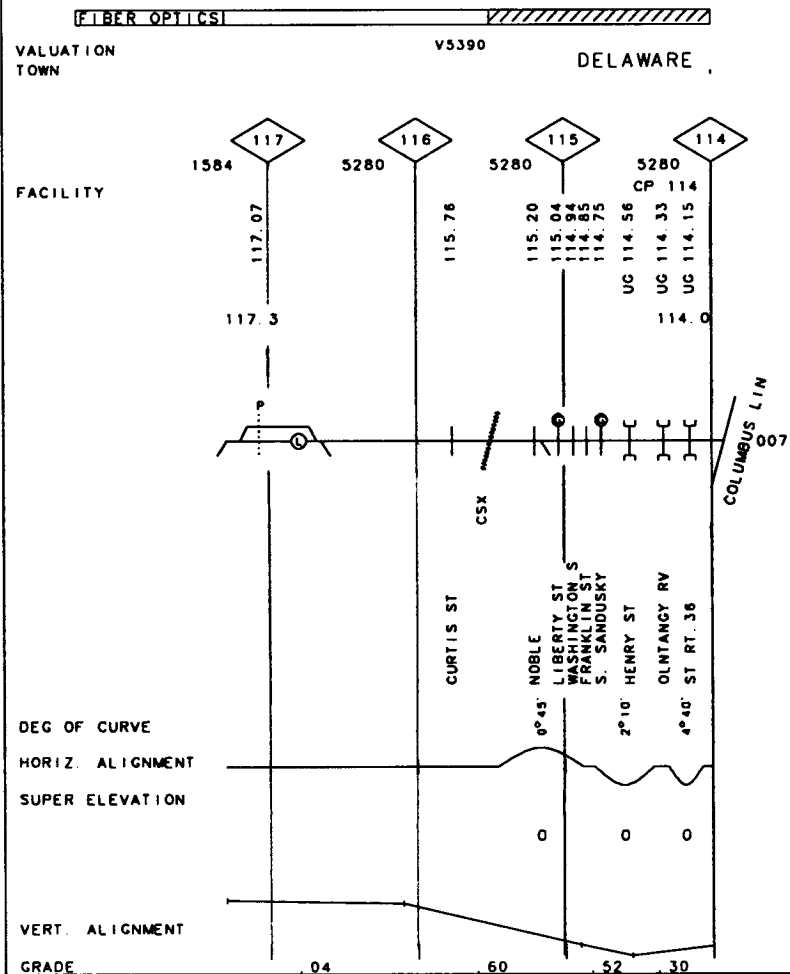 FIBER OPTICS
VALUATION V5390
TOWN DELAWARE
117 116 115 114
1584 5280 5280 5280
FACILITY CP 114
117.07 115.76 115.20 115.04 114.94 114.85 114.75 UG 114.56 UG 114.33 UG 114.15
117.3 114.0
P
L G G
CSX COLUMBUS LIN 007
CURTIS ST NOBLE LIBERTY ST WASHINGTON S FRANKLIN ST S. SANDUSKY HENRY ST OLNTANGY RV ST RT.36
DEG OF CURVE 0°45' 2°10' 4°40'
HORIZ. ALIGNMENT
SUPER ELEVATION
0 0 0
VERT. ALIGNMENT
GRADE .04 .60 .52 .30